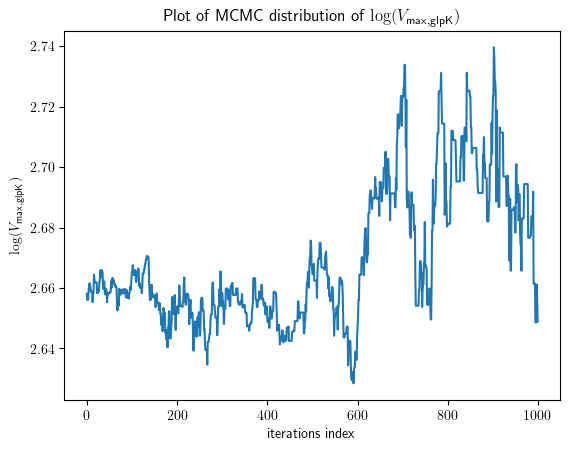 Plot of MCMC distribution of log(V_max,glpK)
log(V_max,glpK)
2.74
2.72
2.70
2.68
2.66
2.64
0 200 400 600 800 1000
iterations index